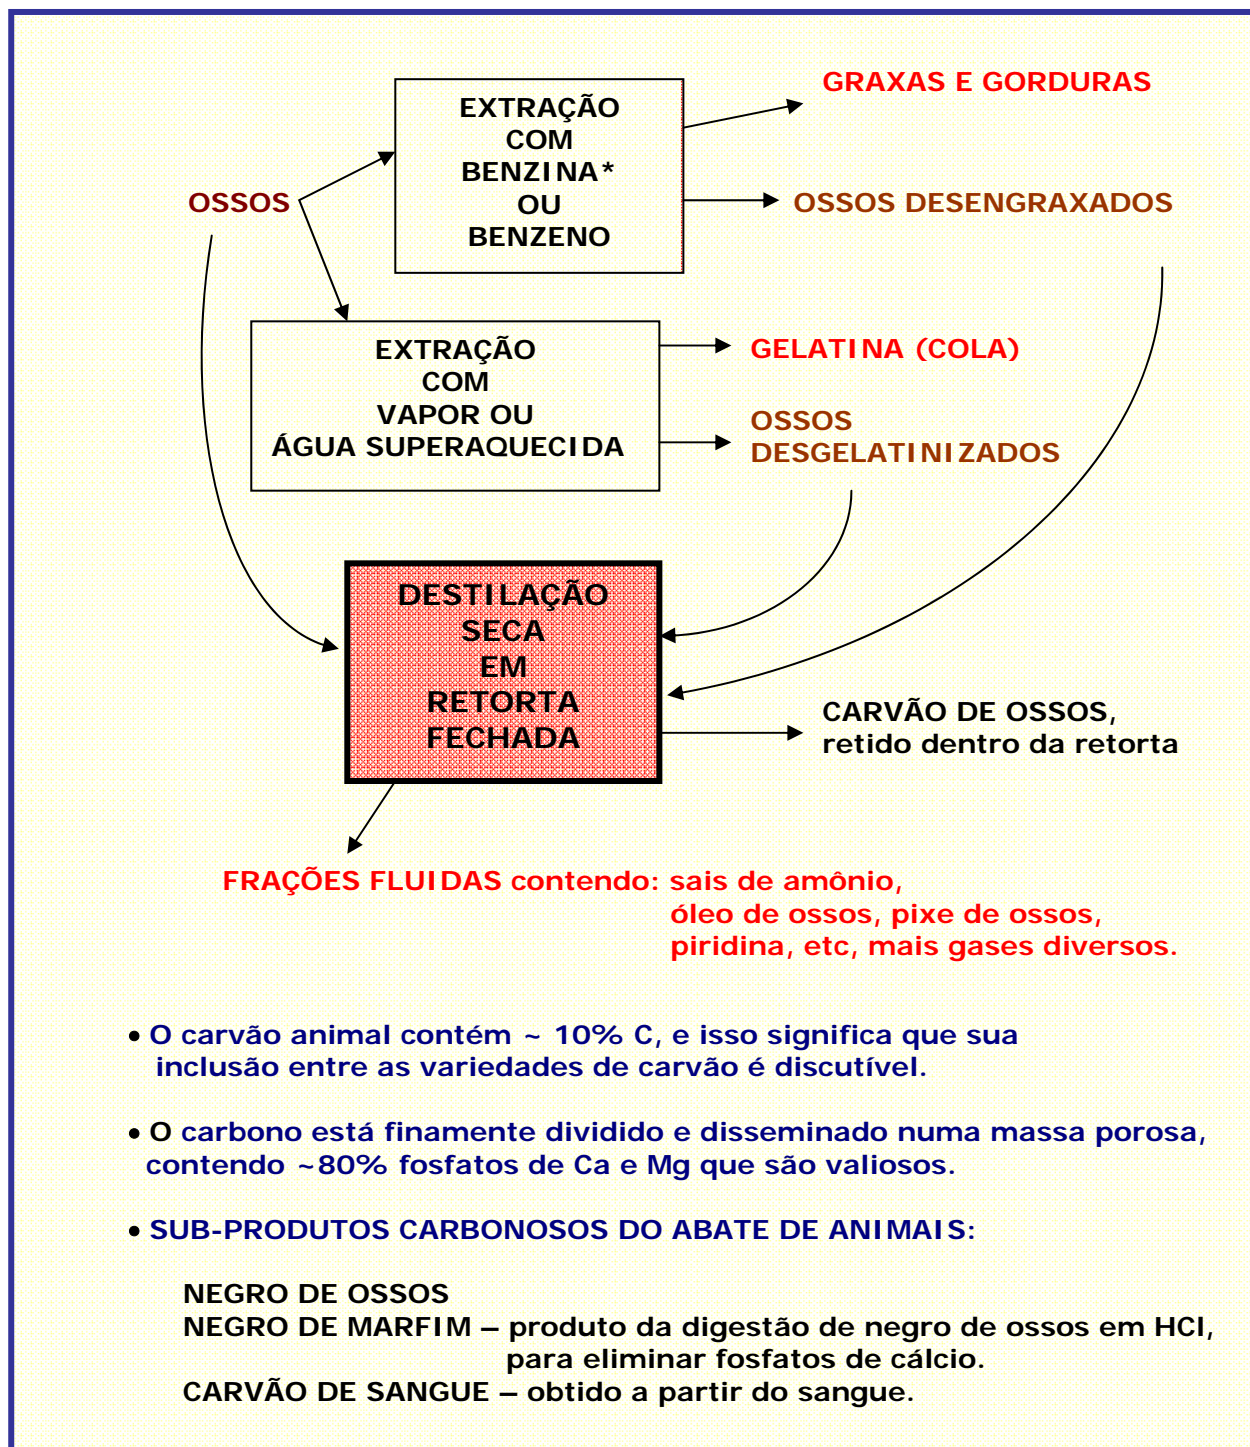 GRAXAS E GORDURAS
EXTRAÇÃO
COM
BENZINA*
OU
BENZENO
OSSOS
OSSOS DESENGRAXADOS
EXTRAÇÃO
COM
VAPOR OU
ÁGUA SUPERAQUECIDA
GELATINA (COLA)
OSSOS
DESGELATINIZADOS
DESTILAÇÃO
SECA
EM
RETORTA
FECHADA
CARVÃO DE OSSOS,
retido dentro da retorta
FRAÇÕES FLUIDAS contendo: sais de amônio,
óleo de ossos, pixe de ossos,
piridina, etc, mais gases diversos.
• O carvão animal contém ~ 10% C, e isso significa que sua
inclusão entre as variedades de carvão é discutível.
• O carbono está finamente dividido e disseminado numa massa porosa,
contendo ~80% fosfatos de Ca e Mg que são valiosos.
• SUB-PRODUTOS CARBONOSOS DO ABATE DE ANIMAIS:
NEGRO DE OSSOS
NEGRO DE MARFIM – produto da digestão de negro de ossos em HCl,
para eliminar fosfatos de cálcio.
CARVÃO DE SANGUE – obtido a partir do sangue.